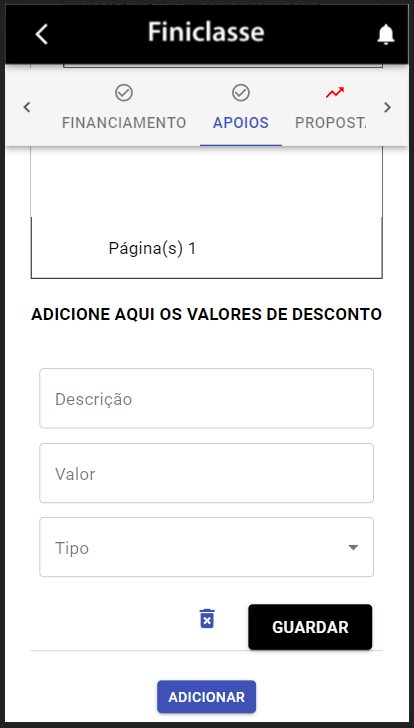 Finiclasse
FINANCIAMENTO APOIOS PROPOST
Página(s) 1
ADICIONE AQUI OS VALORES DE DESCONTO
Descrição
Valor
Tipo
GUARDAR
ADICIONAR